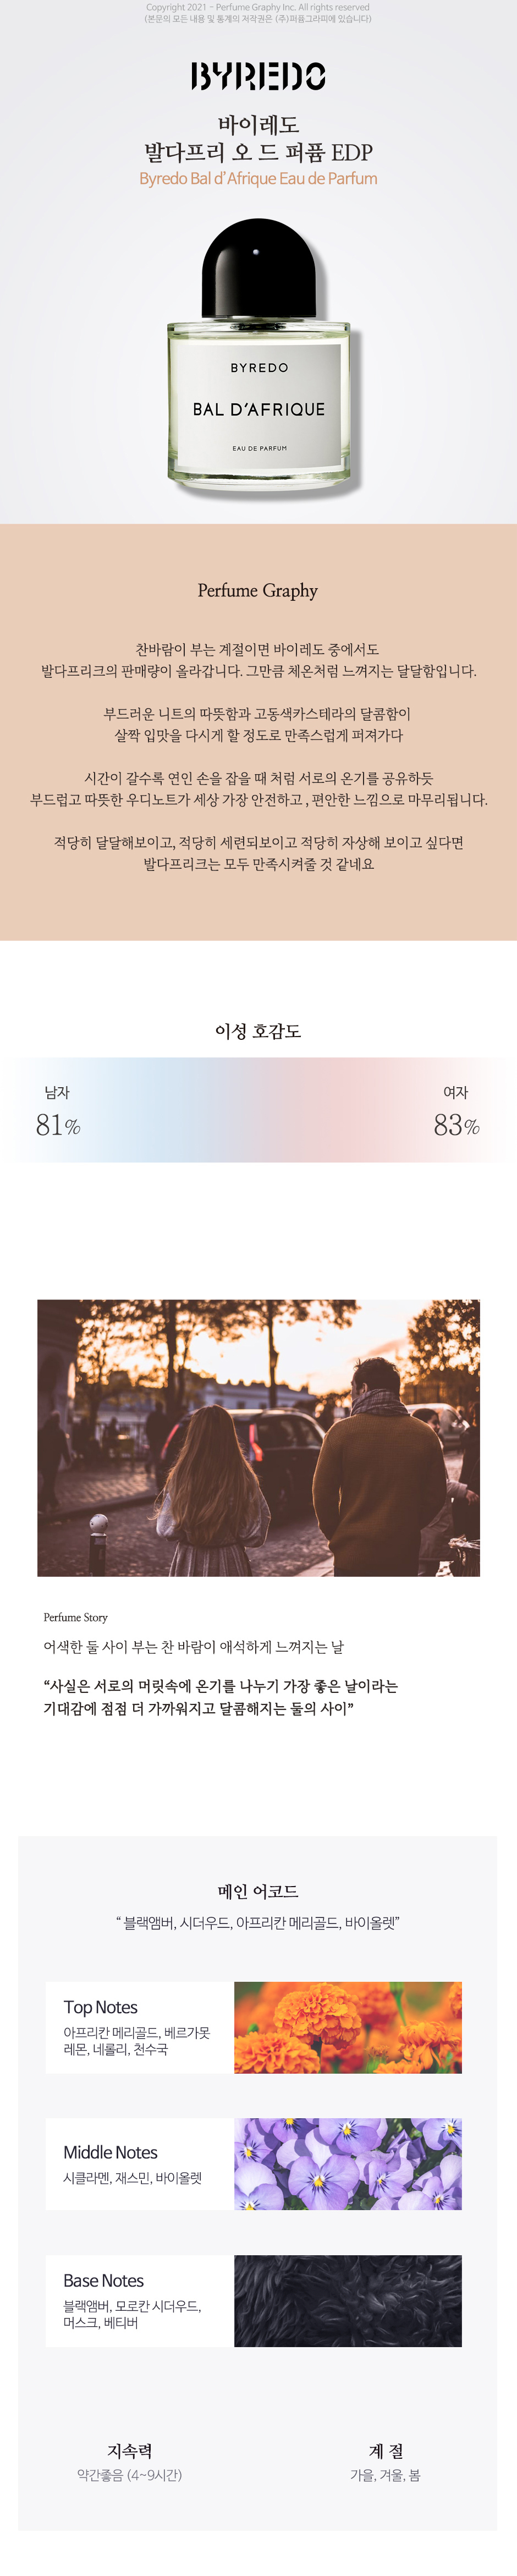 Copyright 2021 - Perfume Graphy Inc. All rights reserved
(본문의 모든 내용 및 통계의 저작권은 (주)퍼퓸그라피에 있습니다)
BYREDO
바이레도
발다프리 오 드 퍼퓸 EDP
Byredo Bal d’Afrique Eau de Parfum
BYREDO
BAL D’AFRIQUE
EAU DE PARFUM
Perfume Graphy
찬바람이 부는 계절이면 바이레도 중에서도
발다프리크의 판매량이 올라갑니다. 그만큼 체온처럼 느껴지는 달달함입니다.
부드러운 니트의 따뜻함과 고동색카스테라의 달콤함이
살짝 입맛을 다시게 할 정도로 만족스럽게 퍼져가다
시간이 갈수록 연인 손을 잡을 때 처럼 서로의 온기를 공유하듯
부드럽고 따뜻한 우디노트가 세상 가장 안전하고 , 편안한 느낌으로 마무리됩니다.
적당히 달달해보이고, 적당히 세련되보이고 적당히 자상해 보이고 싶다면
발다프리크는 모두 만족시켜줄 것 같네요
이성 호감도
남자 여자
81% 83%
Perfume Story
어색한 둘 사이 부는 찬 바람이 애석하게 느껴지는 날
“사실은 서로의 머릿속에 온기를 나누기 가장 좋은 날이라는
기대감에 점점 더 가까워지고 달콤해지는 둘의 사이”
메인 어코드
“ 블랙앰버, 시더우드, 아프리칸 메리골드, 바이올렛”
Top Notes
아프리칸 메리골드, 베르가못
레몬, 네롤리, 천수국
Middle Notes
시클라멘, 재스민, 바이올렛
Base Notes
블랙앰버, 모로칸 시더우드,
머스크, 베티버
지속력 계 절
약간좋음 (4~9시간) 가을, 겨울, 봄